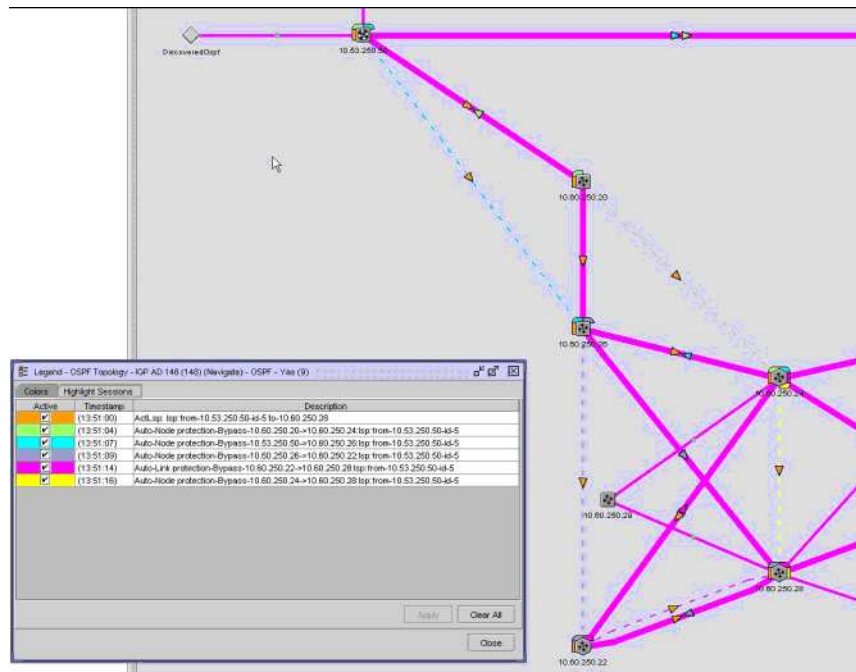 DiscoveredOspf
10.53.250.50
10.60.250.20
10.60.250.26
10.60.250.24
10.60.250.29
10.60.250.28
10.60.250.22
Legend - OSPF Topology - IGP AD 148 (148) (Navigate) - OSPF - Yes (9)
Colors Highlight Sessions
Active Timestamp Description
(13:51:00) ActLsp: lsp:from-10.53.250.50-id-5 to-10.60.250.28
(13:51:04) Auto-Node protection-Bypass-10.60.250.20->10.60.250.24:lsp:from-10.53.250.50-id-5
(13:51:07) Auto-Node protection-Bypass-10.53.250.50->10.60.250.26:lsp:from-10.53.250.50-id-5
(13:51:09) Auto-Node protection-Bypass-10.60.250.26->10.60.250.22:lsp:from-10.53.250.50-id-5
(13:51:14) Auto-Link protection-Bypass-10.60.250.22->10.60.250.28:lsp:from-10.53.250.50-id-5
(13:51:16) Auto-Node protection-Bypass-10.60.250.24->10.60.250.28:lsp:from-10.53.250.50-id-5
Apply Clear All
Close